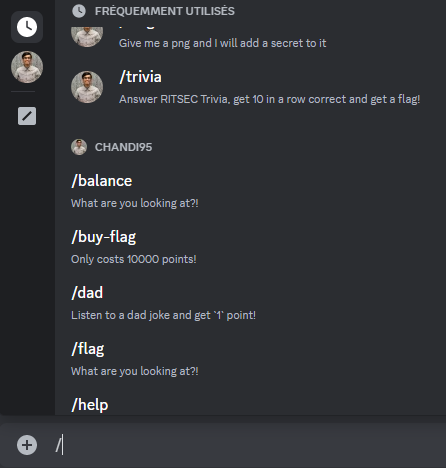 FRÉQUEMMENT UTILISÉS
Give me a png and I will add a secret to it
/trivia
Answer RITSEC Trivia, get 10 in a row correct and get a flag!
CHANDI95
/balance
What are you looking at?!
/buy-flag
Only costs 10000 points!
/dad
Listen to a dad joke and get `1` point!
/flag
What are you looking at?!
/help
/